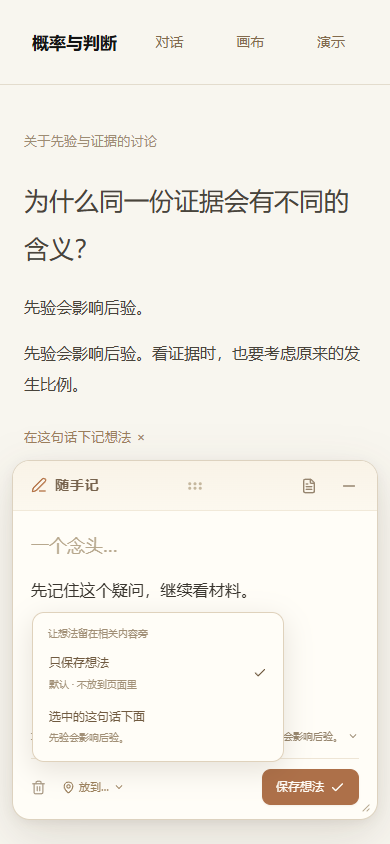 概率与判断 对话 画布 演示
关于先验与证据的讨论
为什么同一份证据会有不同的
含义?
先验会影响后验。
先验会影响后验。看证据时，也要考虑原来的发
生比例。
在这句话下记想法 ×
随手记
一个念头...
先记住这个疑问，继续看材料。
让想法留在相关内容旁
只保存想法
默认 · 不放到页面里
选中的这句话下面
先验会影响后验。
会影响后验。
放到... 保存想法